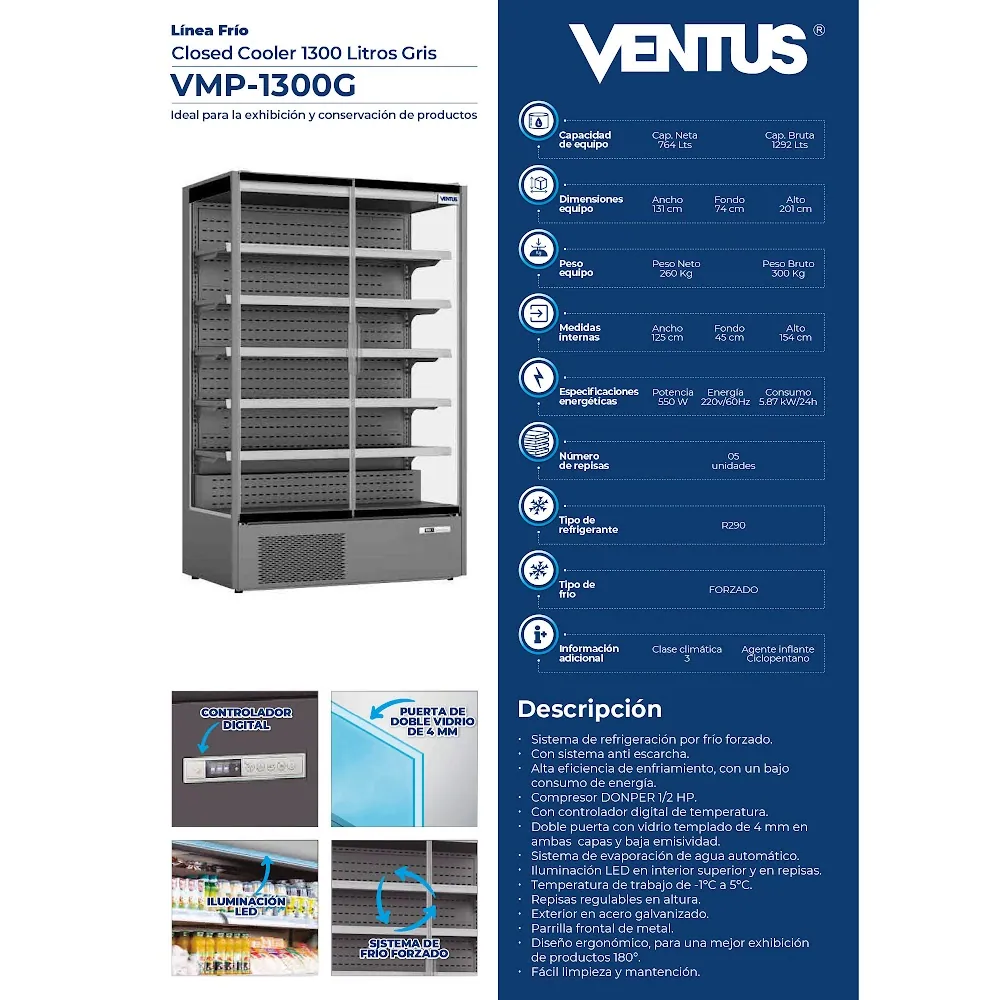 Línea Frío
Closed Cooler 1300 Litros Gris
VMP-1300G
Ideal para la exhibición y conservación de productos
VENTUS
CONTROLADOR
DIGITAL
PUERTA DE
DOBLE VIDRIO
DE 4 MM
ILUMINACIÓN
LED
SISTEMA DE
FRIO FORZADO
VENTUS®
Capacidad
de equipo
Cap. Neta
764 Lts
Cap. Bruta
1292 Lts
Dimensiones
equipo
Ancho
131 cm
Fondo
74 cm
Alto
201 cm
Kg
Peso
equipo
Peso Neto
260 Kg
Peso Bruto
300 Kg
Medidas
internas
Ancho
125 cm
Fondo
45 cm
Alto
154 cm
Especificaciones
energéticas
Potencia
550 W
Energía
220v/60Hz
Consumo
5.87 kW/24h
Número
de repisas
05
unidades
Tipo de
refrigerante
R290
Tipo de
frío
FORZADO
Información
adicional
Clase climática
3
Agente inflante
Ciclopentano
Descripción
· Sistema de refrigeración por frío forzado.
· Con sistema anti escarcha.
· Alta eficiencia de enfriamiento, con un bajo
consumo de energía.
· Compresor DONPER 1/2 HP.
· Con controlador digital de temperatura.
· Doble puerta con vidrio templado de 4 mm en
ambas capas y baja emisividad.
· Sistema de evaporación de agua automático.
· Iluminación LED en interior superior y en repisas.
· Temperatura de trabajo de -1°C a 5°C.
· Repisas regulables en altura.
· Exterior en acero galvanizado.
· Parrilla frontal de metal.
· Diseño ergonómico, para una mejor exhibición
de productos 180°.
· Fácil limpieza y mantención.